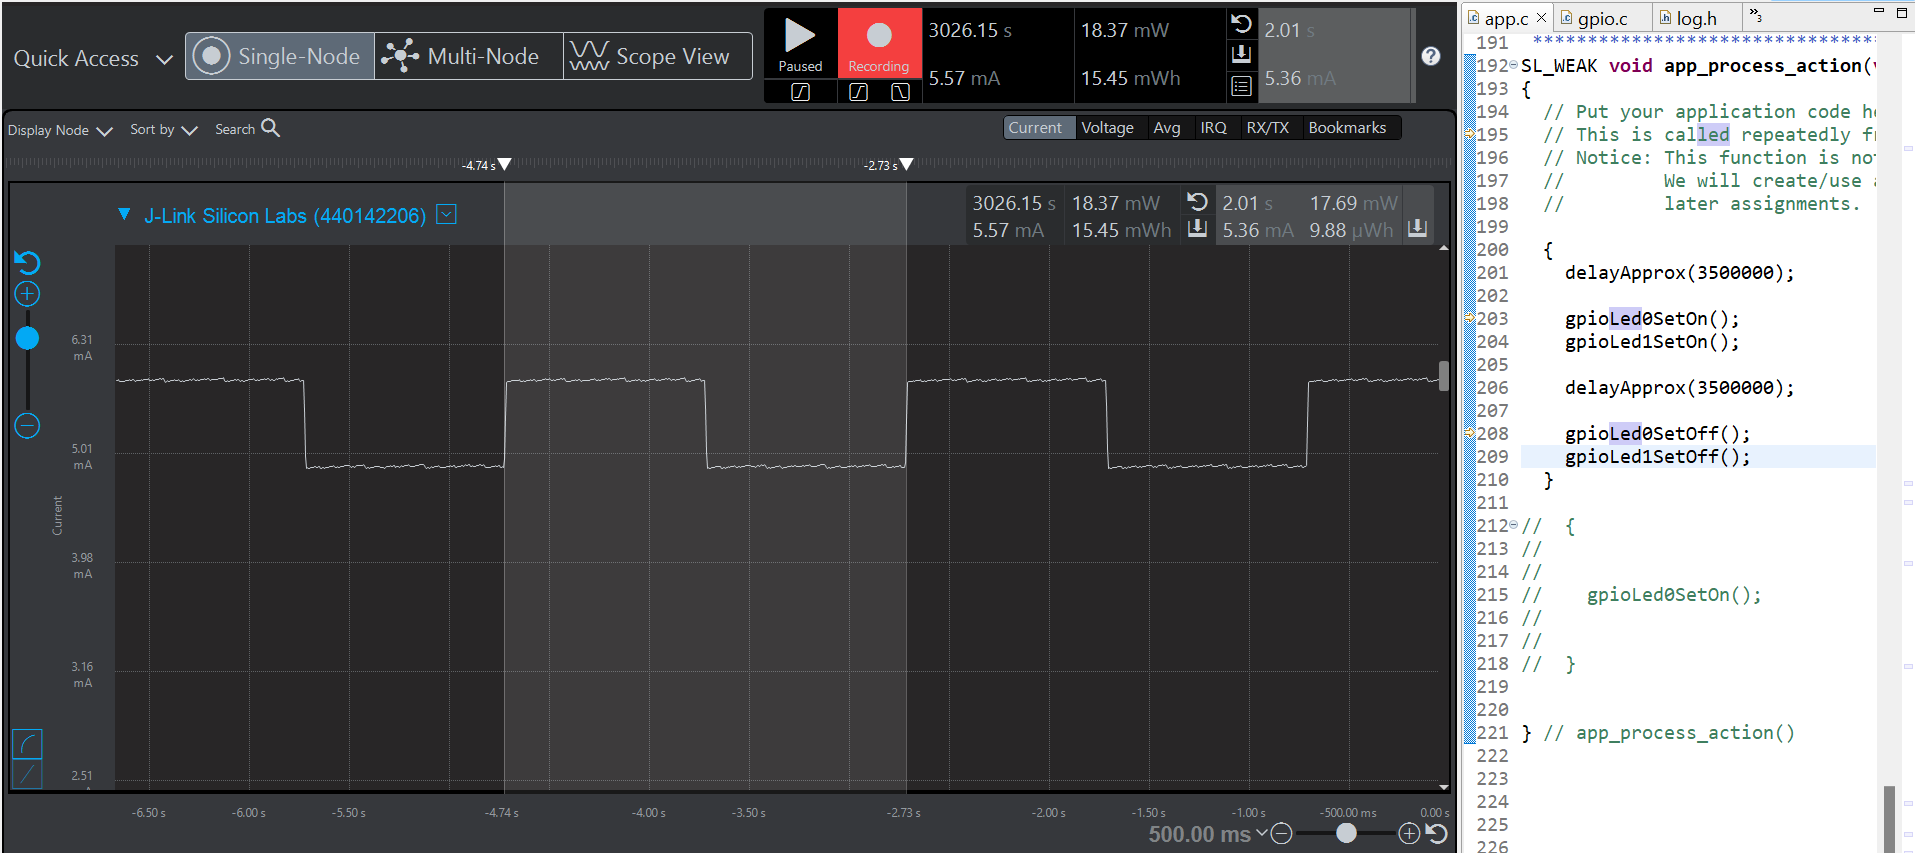 Quick Access
Single-Node
Multi-Node
Scope View
Paused
Recording
3026.15 s
18.37 mW
5.57 mA
15.45 mWh
2.01 s
5.36 mA
Display Node
Sort by
Search
Current
Voltage
Avg
IRQ
RX/TX
Bookmarks
-4.74 s
-2.73 s
J-Link Silicon Labs (440142206)
3026.15 s
18.37 mW
2.01 s
17.69 mW
5.57 mA
15.45 mWh
5.36 mA
9.88 µWh
6.31
mA
5.01
mA
3.98
mA
3.16
mA
2.51
Current
-6.50 s
-6.00 s
-5.50 s
-4.74 s
-4.00 s
-3.50 s
-2.73 s
-2.00 s
-1.50 s
-1.00 s
-500.00 ms
0.00 s
500.00 ms
app.c
gpio.c
log.h
»3
191 ********************************
192 SL_WEAK void app_process_action(
193 {
194 // Put your application code
195 // This is called repeatedly
196 // Notice: This function is
197 // We will create/use
198 // later assignments.
199
200 {
201 delayApprox(3500000);
202
203 gpioLed0SetOn();
204 gpioLed1SetOn();
205
206 delayApprox(3500000);
207
208 gpioLed0SetOff();
209 gpioLed1SetOff();
210 }
211
212 // {
213 //
214 //
215 // gpioLed0SetOn();
216 //
217 //
218 // }
219
220
221 } // app_process_action()
222
223
224
225
226